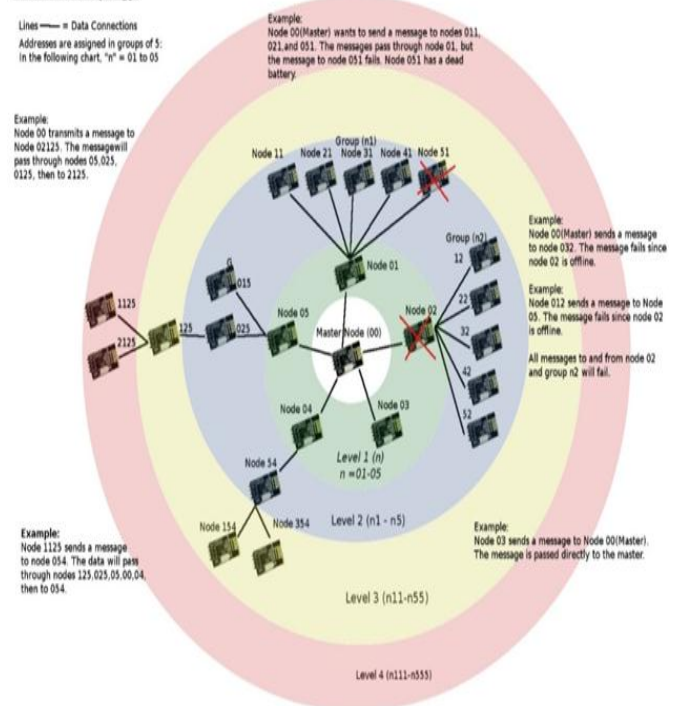 Lines = Data Connections
Addresses are assigned in groups of 5:
In the following chart, "n" = 01 to 05
Example:
Node 00(Master) wants to send a message to nodes 011,
021,and 051. The messages pass through node 01, but
the message to node 051 fails. Node 051 has a dead
battery.
Example:
Node 00 transmits a message to
Node 02125. The messagewill
pass through nodes 05,025,
0125, then to 2125.
Group (n1)
Node 11
Node 21
Node 31
Node 41
Node 51
Node 01
Example:
Node 00(Master) sends a message
to node 032. The message fails since
node 02 is offline.
Example:
Node 012 sends a message to Node
05. The message fails since node 02
is offline.
All messages to and from node 02
and group n2 will fail.
Group (n2)
12
22
32
42
52
Node 02
015
025
Node 05
1125
125
2125
Master Node (00)
Node 04
Node 03
Level 1 (n)
n =01-05
Node 54
Level 2 (n1 - n5)
Node 154
Node 354
Example:
Node 1125 sends a message
to node 054. The data will pass
through nodes 125,025,05,00,04,
then to 054.
Example:
Node 03 sends a message to Node 00(Master).
The message is passed directly to the master.
Level 3 (n11-n55)
Level 4 (n111-n555)